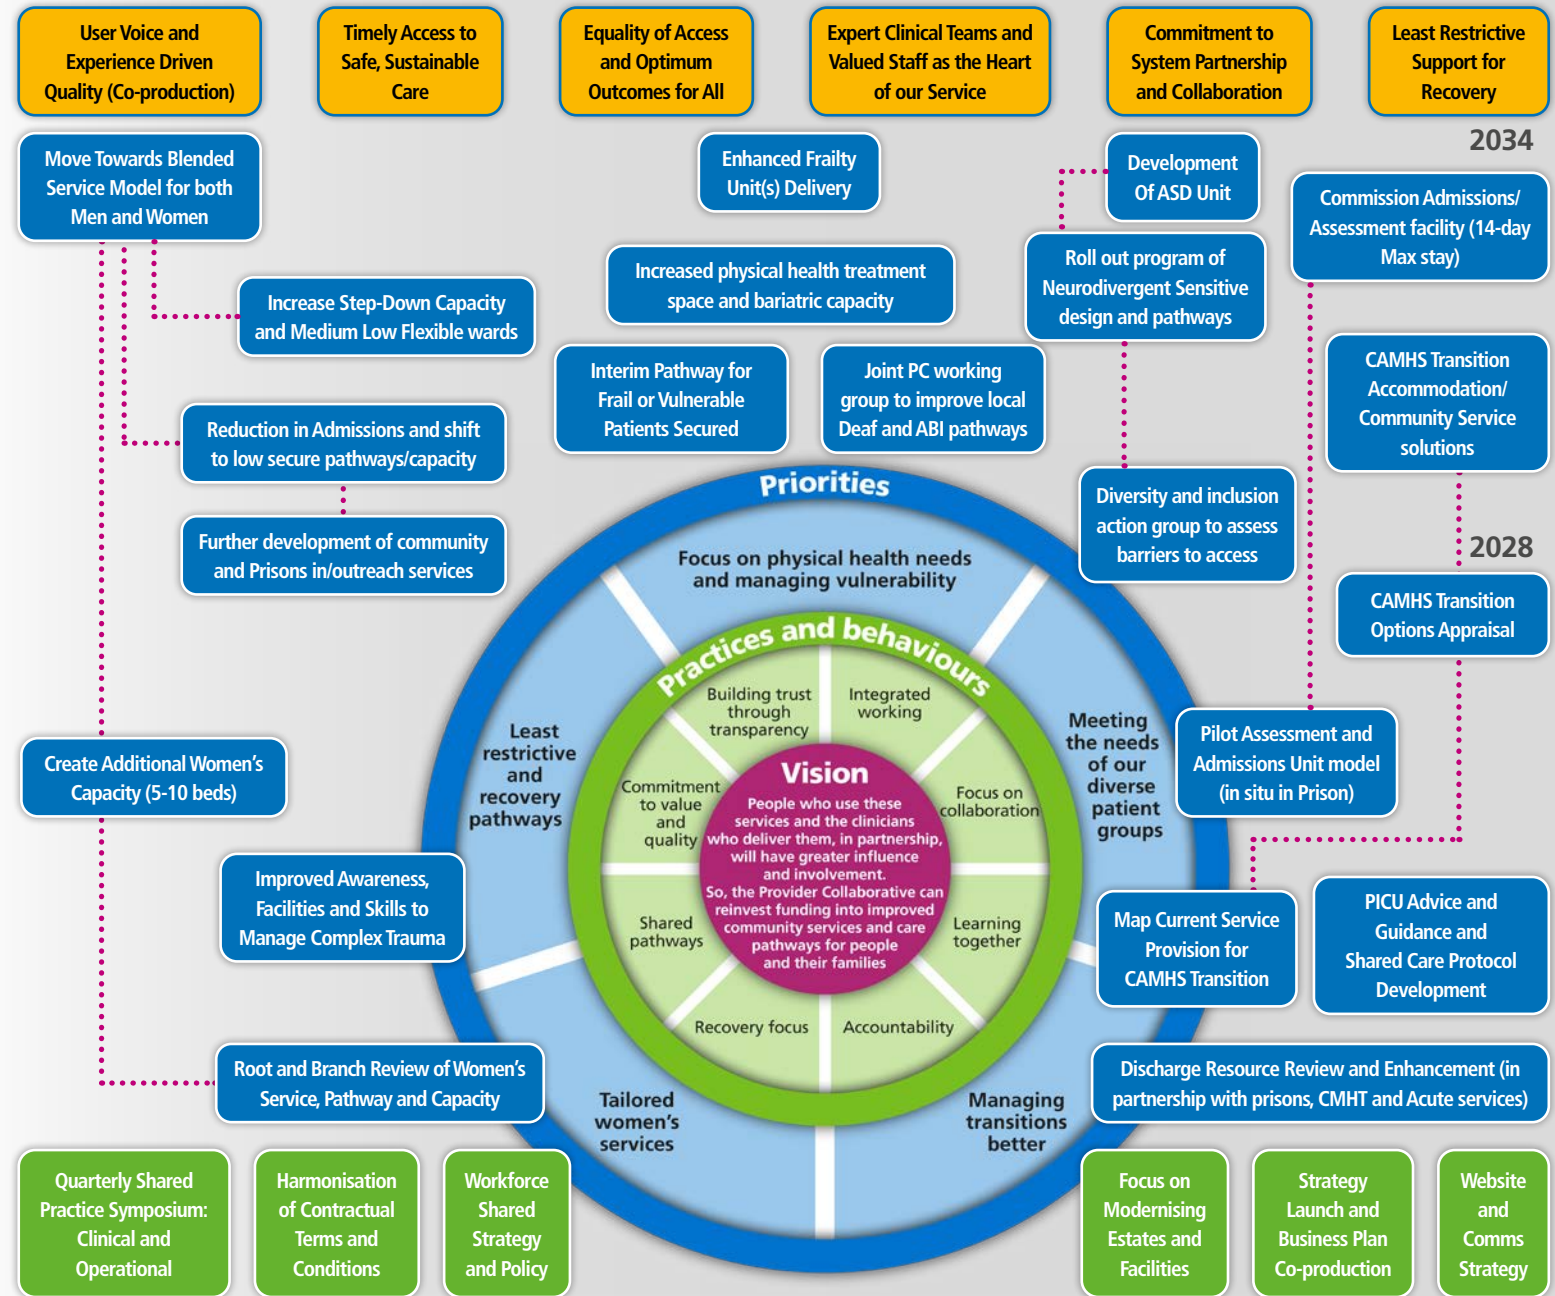 User Voice and
Experience Driven
Quality (Co-production)
Timely Access to
Safe, Sustainable
Care
Equality of Access
and Optimum
Outcomes for All
Expert Clinical Teams and
Valued Staff as the Heart
of our Service
Commitment to
System Partnership
and Collaboration
Least Restrictive
Support for
Recovery
2034
Move Towards Blended
Service Model for both
Men and Women
Enhanced Frailty
Unit(s) Delivery
Development
Of ASD Unit
Commission Admissions/
Assessment facility (14-day
Max stay)
Increase Step-Down Capacity
and Medium Low Flexible wards
Increased physical health treatment
space and bariatric capacity
Roll out program of
Neurodivergent Sensitive
design and pathways
Interim Pathway for
Frail or Vulnerable
Patients Secured
Joint PC working
group to improve local
Deaf and ABI pathways
CAMHS Transition
Accommodation/
Community Service
solutions
Reduction in Admissions and shift
to low secure pathways/capacity
Further development of community
and Prisons in/outreach services
Diversity and inclusion
action group to assess
barriers to access
2028
CAMHS Transition
Options Appraisal
Priorities
Focus on physical health needs
and managing vulnerability
Least
restrictive
and
recovery
pathways
Meeting
the needs
of our
diverse
patient
groups
Tailored
women's
services
Managing
transitions
better
Practices and behaviours
Building trust
through
transparency
Integrated
working
Commitment
to value
and
quality
Focus on
collaboration
Shared
pathways
Learning
together
Recovery focus
Accountability
Vision
People who use these
services and the clinicians
who deliver them, in partnership,
will have greater influence
and involvement.
So, the Provider Collaborative can
reinvest funding into improved
community services and care
pathways for people
and their families
Create Additional Women's
Capacity (5-10 beds)
Pilot Assessment and
Admissions Unit model
(in situ in Prison)
Improved Awareness,
Facilities and Skills to
Manage Complex Trauma
Map Current Service
Provision for
CAMHS Transition
PICU Advice and
Guidance and
Shared Care Protocol
Development
Root and Branch Review of Women's
Service, Pathway and Capacity
Discharge Resource Review and Enhancement (in
partnership with prisons, CMHT and Acute services)
Quarterly Shared
Practice Symposium:
Clinical and
Operational
Harmonisation
of Contractual
Terms and
Conditions
Workforce
Shared
Strategy
and Policy
Focus on
Modernising
Estates and
Facilities
Strategy
Launch and
Business Plan
Co-production
Website
and
Comms
Strategy